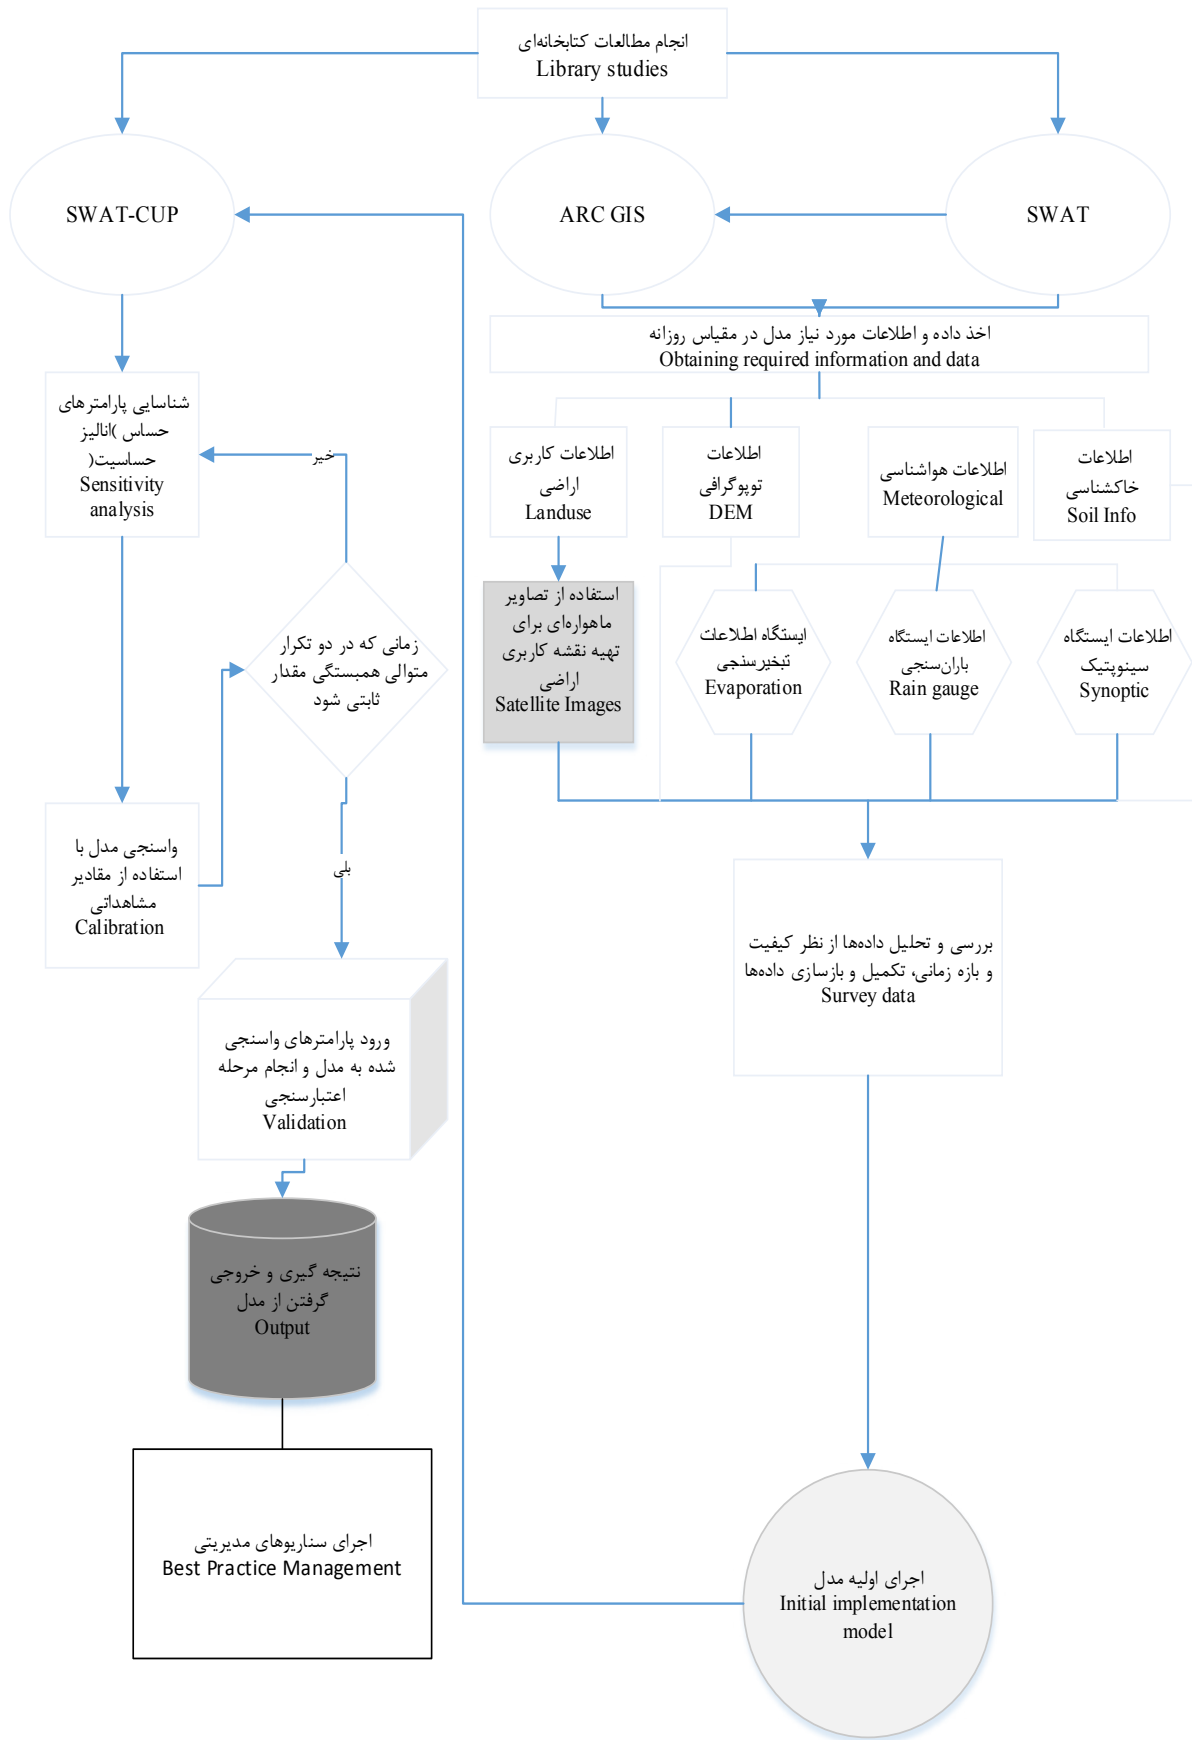 انجام مطالعات کتابخانه‌ای
Library studies
SWAT-CUP
ARC GIS
SWAT
اخذ داده و اطلاعات مورد نیاز مدل در مقیاس روزانه
Obtaining required information and data
شناسایی پارامترهای
حساس )انالیز
حساسیت(
Sensitivity
analysis
خیر
اطلاعات کاربری
اراضی
Landuse
اطلاعات
توپوگرافی
DEM
اطلاعات هواشناسی
Meteorological
اطلاعات
خاکشناسی
Soil Info
استفاده از تصاویر
ماهواره‌ای برای
تهیه نقشه کاربری
اراضی
Satellite Images
ایستگاه اطلاعات
تبخیرسنجی
Evaporation
اطلاعات ایستگاه
باران‌سنجی
Rain gauge
اطلاعات ایستگاه
سینوپتیک
Synoptic
زمانی که در دو تکرار
متوالی همبستگی مقدار
ثابتی شود
واسنجی مدل با
استفاده از مقادیر
مشاهداتی
Calibration
بلی
بررسی و تحلیل داده‌ها از نظر کیفیت
و بازه زمانی، تکمیل و بازسازی داده‌ها
Survey data
ورود پارامترهای واسنجی
شده به مدل و انجام مرحله
اعتبارسنجی
Validation
نتیجه گیری و خروجی
گرفتن از مدل
Output
اجرای سناریوهای مدیریتی
Best Practice Management
اجرای اولیه مدل
Initial implementation
model